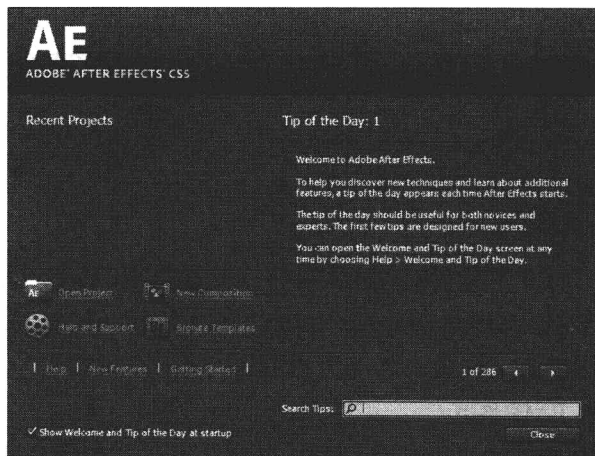 AE
ADOBE® AFTER EFFECTS® CS5
Recent Projects
Open Project
New Composition
Help and Support
Browse Templates
| Help | New Features | Getting Started |
✓ Show Welcome and Tip of the Day at startup
Tip of the Day: 1
Welcome to Adobe After Effects.
To help you discover new techniques and learn about additional
features, a tip of the day appears each time After Effects starts.
The tip of the day should be useful for both novices and
experts. The first few tips are designed for new users.
You can open the Welcome and Tip of the Day screen at any
time by choosing Help > Welcome and Tip of the Day.
1 of 286
Search Tips:
Close